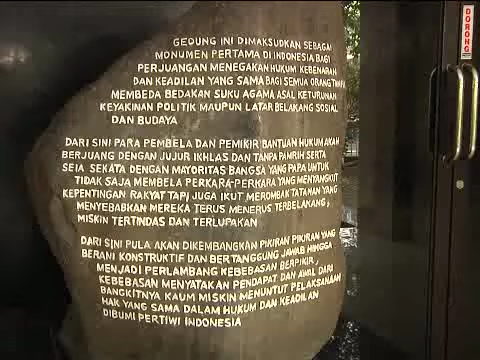 GEDUNG INI DIMAKSUDKAN SEBAGAI
MONUMEN PERTAMA DI INDONESIA BAGI
PERJUANGAN MENEGAKAN HUKUM KEBENARAN
DAN KEADILAN YANG SAMA BAGI SEMUA ORANG TANPA
MEMBEDA BEDAKAN SUKU AGAMA ASAL KETURUNAN
KEYAKINAN POLITIK MAUPUN LATAR BELAKANG SOSIAL
DAN BUDAYA
DARI SINI PARA PEMBELA DAN PEMIKIR BANTUAN HUKUM AKAN
BERJUANG DENGAN JUJUR IKHLAS DAN TANPA PAMRIH SERTA
SEIA SEKATA DENGAN MAYORITAS BANGSA YANG PAPA UNTUK
TIDAK SAJA MEMBELA PERKARA-PERKARA YANG MENYANGKUT
KEPENTINGAN RAKYAT TAPI JUGA IKUT MEROMBAK TATANAN YANG
MENYEBABKAN MEREKA TERUS MENERUS TERBELAKANG,
MISKIN TERTINDAS DAN TERLUPAKAN
DARI SINI PULA AKAN DIKEMBANGKAN PIKIRAN PIKIRAN YANG
BERANI KONSTRUKTIF DAN BERTANGGUNG JAWAB HINGGA
MENJADI PERLAMBANG KEBEBASAN BERPIKIR,
KEBEBASAN MENYATAKAN PENDAPAT DAN AWAL DARI
BANGKITNYA KAUM MISKIN MENUNTUT PELAKSANAAN
HAK YANG SAMA DALAM HUKUM DAN KEADILAN
DIBUMI PERTIWI INDONESIA
DORONG